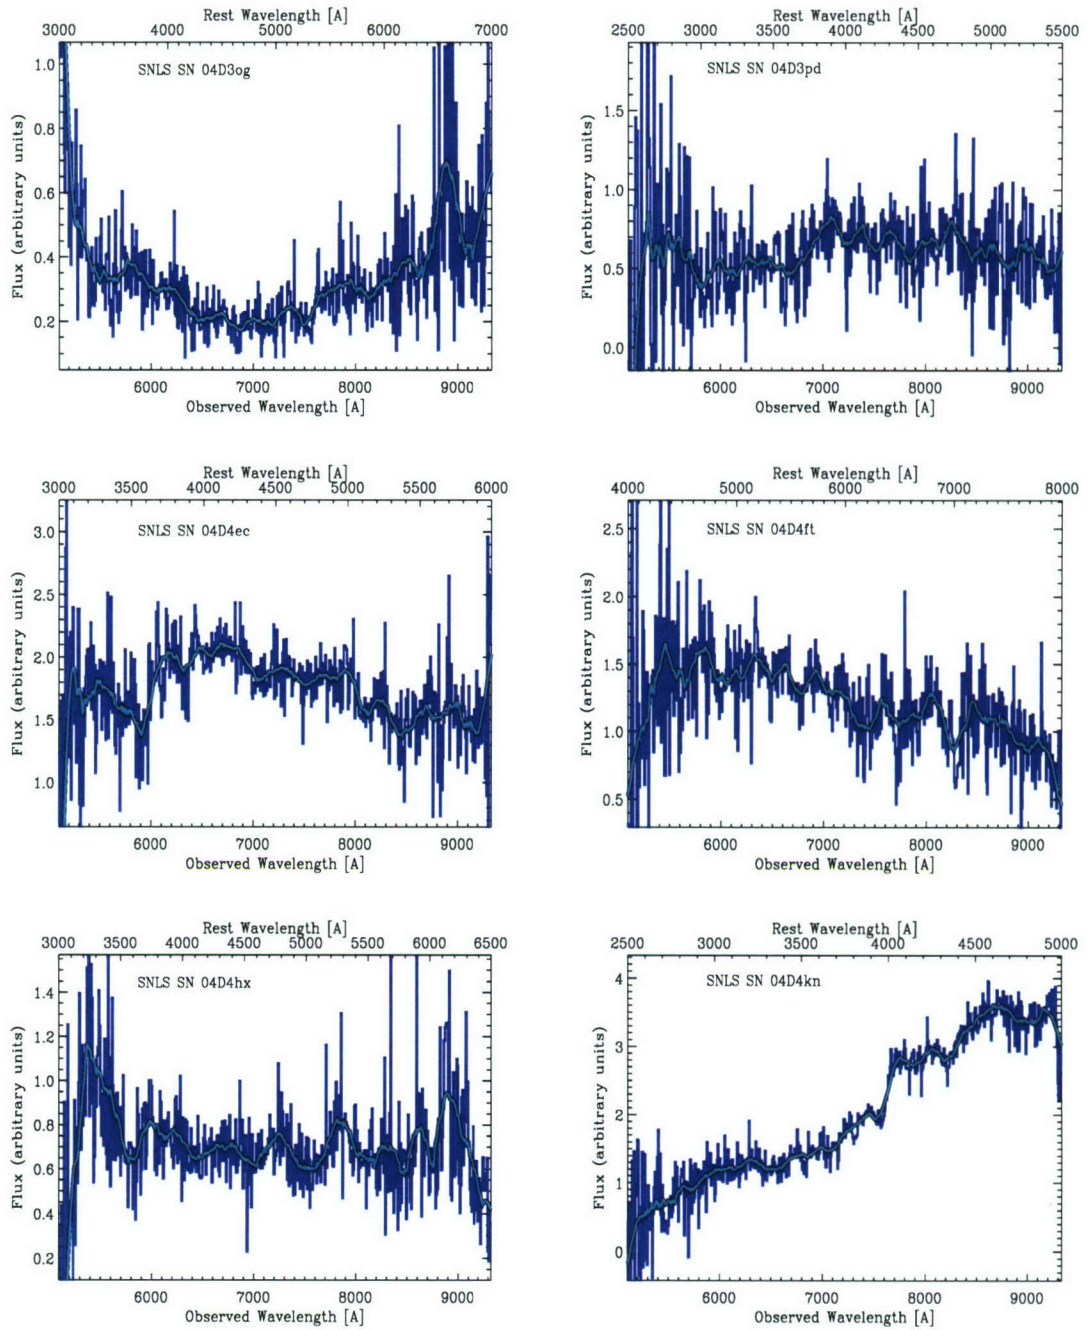 Rest Wavelength [A]
3000 4000 5000 6000 7000
SNLS SN 04D3og
1.0
0.8
0.6
0.4
0.2
Flux (arbitrary units)
6000 7000 8000 9000
Observed Wavelength [A]
Rest Wavelength [A]
2500 3000 3500 4000 4500 5000 5500
SNLS SN 04D3pd
1.5
1.0
0.5
0.0
Flux (arbitrary units)
6000 7000 8000 9000
Observed Wavelength [A]
Rest Wavelength [A]
3000 3500 4000 4500 5000 5500 6000
SNLS SN 04D4ec
3.0
2.5
2.0
1.5
1.0
Flux (arbitrary units)
6000 7000 8000 9000
Observed Wavelength [A]
Rest Wavelength [A]
4000 5000 6000 7000 8000
SNLS SN 04D4ft
2.5
2.0
1.5
1.0
0.5
Flux (arbitrary units)
6000 7000 8000 9000
Observed Wavelength [A]
Rest Wavelength [A]
3000 3500 4000 4500 5000 5500 6000 6500
SNLS SN 04D4hx
1.4
1.2
1.0
0.8
0.6
0.4
0.2
Flux (arbitrary units)
6000 7000 8000 9000
Observed Wavelength [A]
Rest Wavelength [A]
2500 3000 3500 4000 4500 5000
SNLS SN 04D4kn
4
3
2
1
0
Flux (arbitrary units)
6000 7000 8000 9000
Observed Wavelength [A]